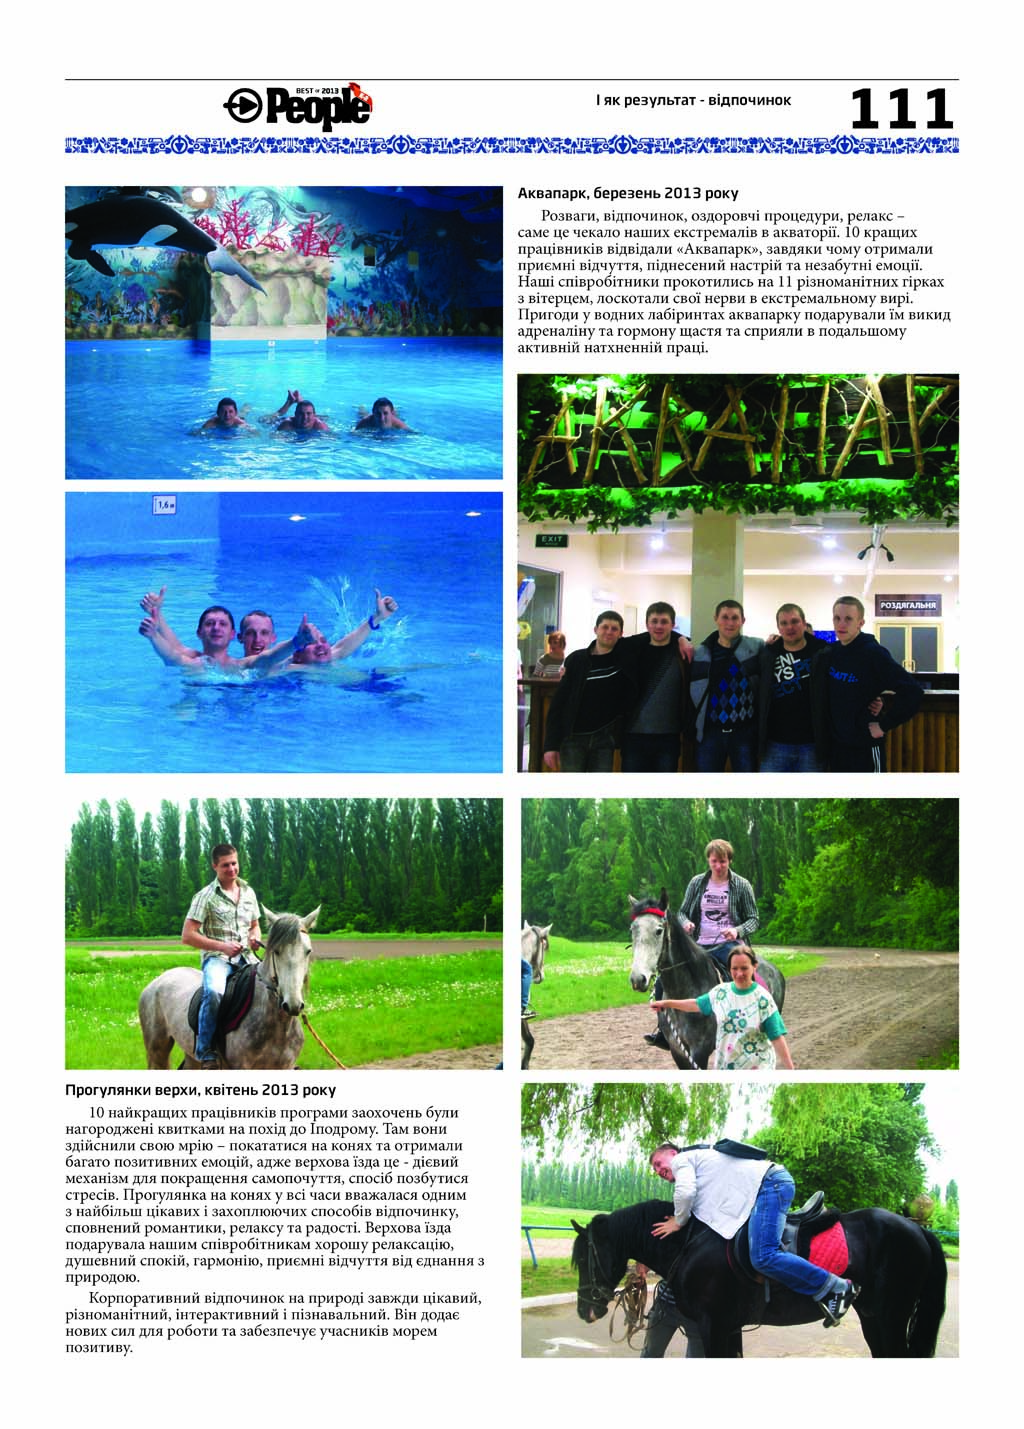 BEST OF 2013
People
І як результат - відпочинок
111
Аквапарк, березень 2013 року
Розваги, відпочинок, оздоровчі процедури, релакс –
саме це чекало наших екстремалів в акваторії. 10 кращих
працівників відвідали «Аквапарк», завдяки чому отримали
приємні відчуття, піднесений настрій та незабутні емоції.
Наші співробітники прокотились на 11 різноманітних гірках
з вітерцем, лоскотали свої нерви в екстремальному вирі.
Пригоди у водних лабіринтах аквапарку подарували їм викид
адреналіну та гормону щастя та сприяли в подальшому
активній натхненній праці.
1,6 м
EXIT
РОЗДЯГАЛЬНЯ
Прогулянки верхи, квітень 2013 року
10 найкращих працівників програми заохочень були
нагороджені квитками на похід до Іподрому. Там вони
здійснили свою мрію – покататися на конях та отримали
багато позитивних емоцій, адже верхова їзда це - дієвий
механізм для покращення самопочуття, спосіб позбутися
стресів. Прогулянка на конях у всі часи вважалася одним
з найбільш цікавих і захоплюючих способів відпочинку,
сповнений романтики, релаксу та радості. Верхова їзда
подарувала нашим співробітникам хорошу релаксацію,
душевний спокій, гармонію, приємні відчуття від єднання з
природою.
Корпоративний відпочинок на природі завжди цікавий,
різноманітний, інтерактивний і пізнавальний. Він додає
нових сил для роботи та забезпечує учасників морем
позитиву.